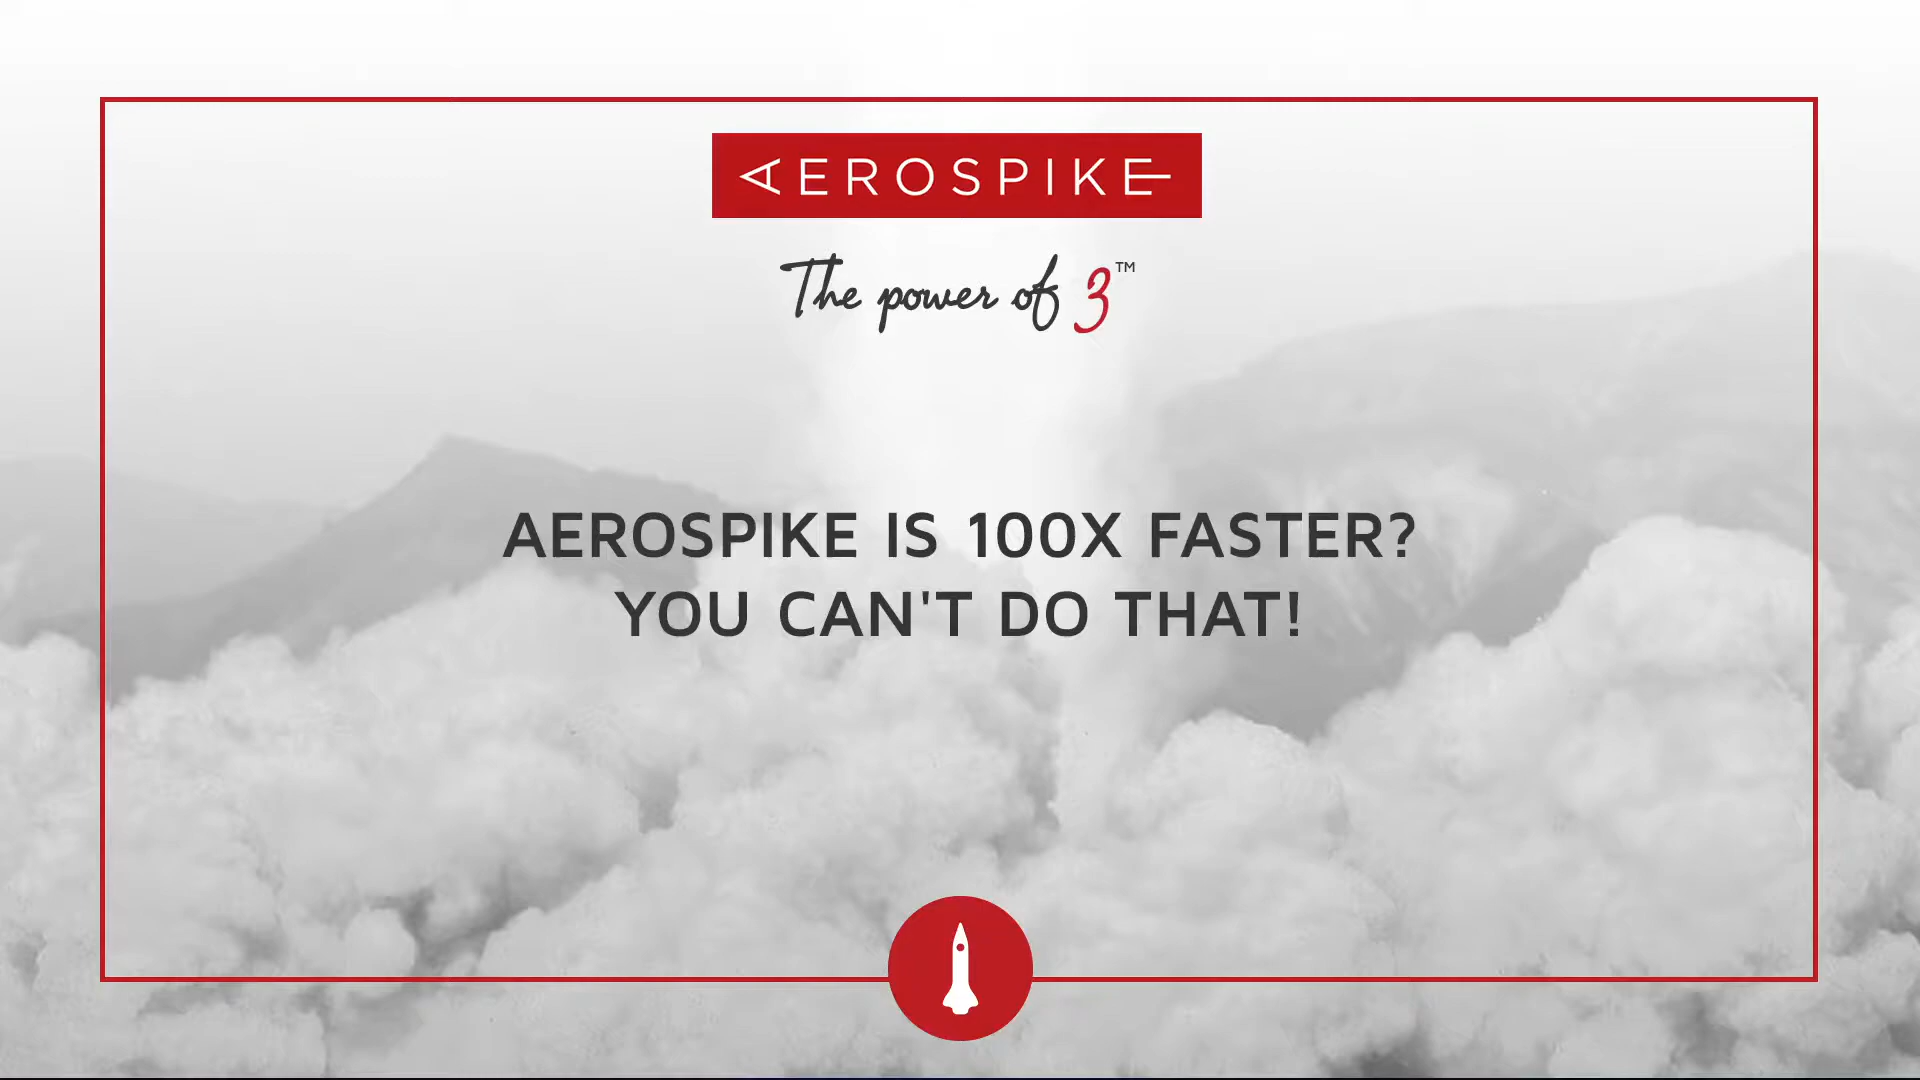 AEROSPIKE
The power of 3™
AEROSPIKE IS 100X FASTER?
YOU CAN'T DO THAT!